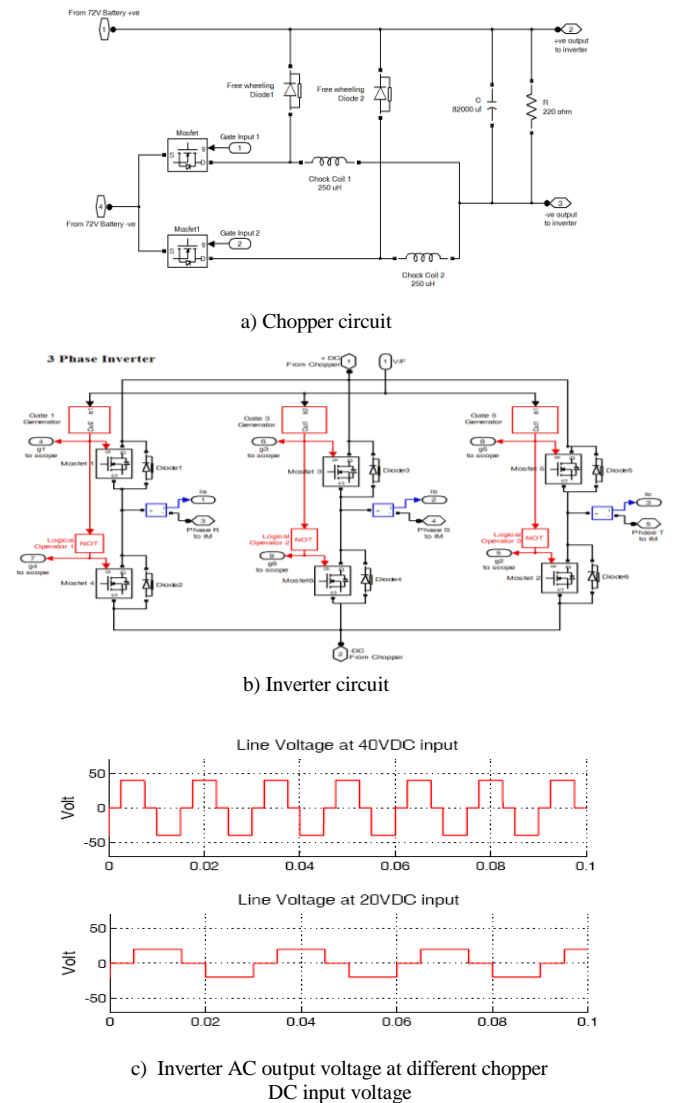 From 72V Battery +ve
1
2
+ve output
to inverter
Free wheeling
Diode1
Free wheeling
Diode 2
C
82000 uf
R
220 ohm
Mosfet
Gate Input 1
1
g
S
D
Chock Coil 1
250 uH
4
From 72V Battery -ve
3
-ve output
to inverter
Mosfet1
Gate Input 2
2
g
S
D
Chock Coil 2
250 uH
a) Chopper circuit
3 Phase Inverter
+ DC
From Chopper
1
1
V/F
Gate 1
Generator
In1
Out1
Gate 3
Generator
In1
Out1
Gate 5
Generator
In1
Out1
4
g1
to scope
6
g3
to scope
8
g5
to scope
Mosfet 1
Diode1
Mosfet 3
Diode3
Mosfet 5
Diode5
Ia
1
Ib
2
Ic
3
3
Phase R
to IM
4
Phase S
to IM
5
Phase T
to IM
Logical
Operator 1
NOT
Logical
Operator 2
NOT
Logical
Operator 3
NOT
7
g4
to scope
9
g6
to scope
5
g2
to scope
Mosfet 4
Diode2
Mosfet6
Diode4
Mosfet 2
Diode6
2
-DC
From Chopper
b) Inverter circuit
Line Voltage at 40VDC input
Volt
50
0
-50
0 0.02 0.04 0.06 0.08 0.1
Line Voltage at 20VDC input
Volt
50
0
-50
0 0.02 0.04 0.06 0.08 0.1
c) Inverter AC output voltage at different chopper
DC input voltage